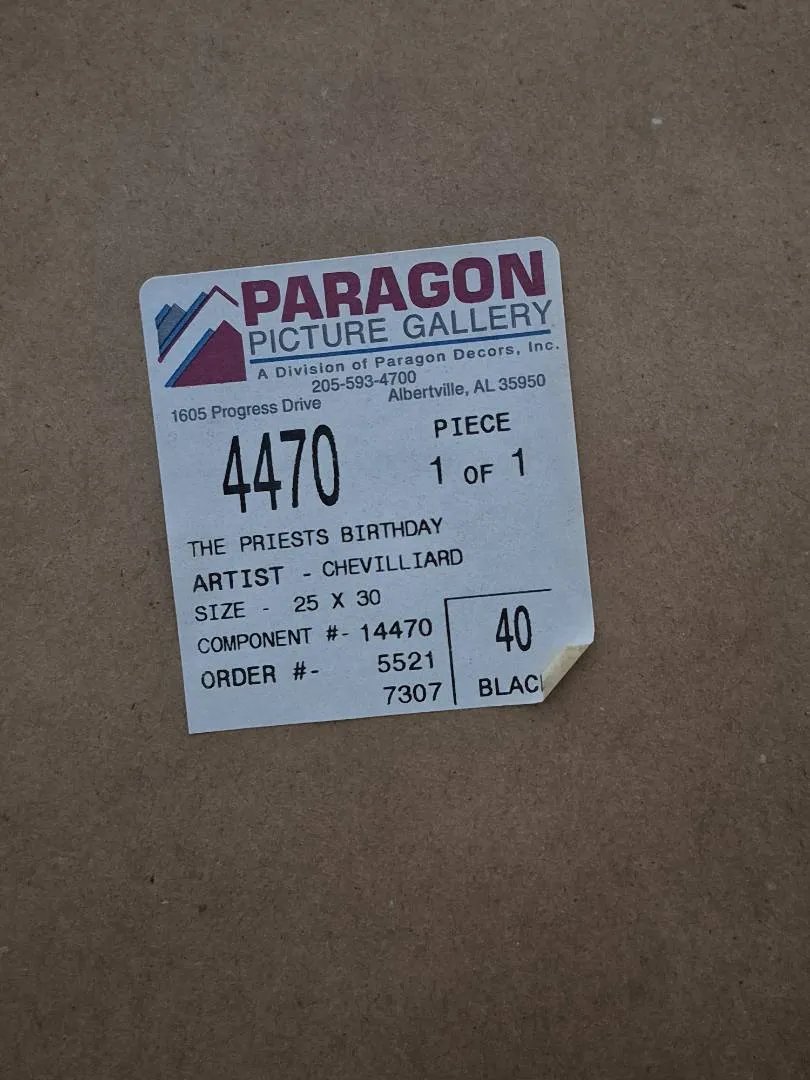 PARAGON
PICTURE GALLERY
A Division of Paragon Decors, Inc.
205-593-4700
1605 Progress Drive Albertville, AL 35950
4470 PIECE
1 OF 1
THE PRIESTS BIRTHDAY
ARTIST - CHEVILLIARD
SIZE - 25 X 30
COMPONENT #- 14470 40
ORDER #- 5521
7307 BLAC